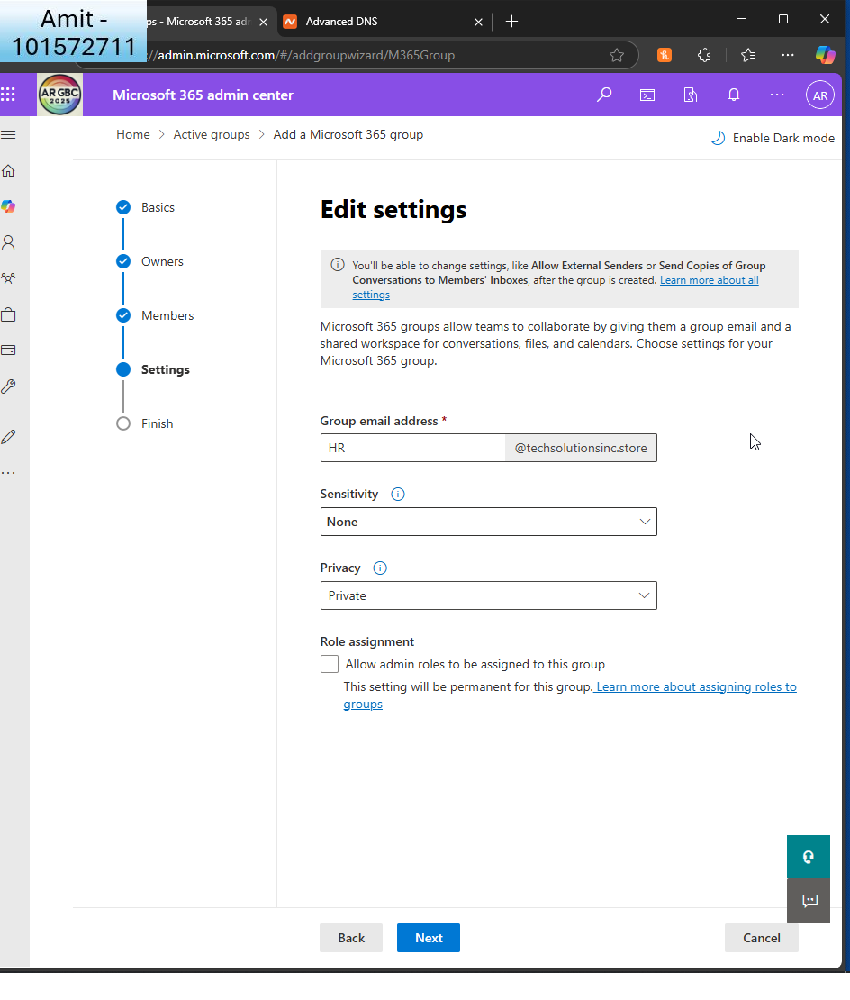 Amit -
101572711
ps - Microsoft 365 adr
Advanced DNS
://admin.microsoft.com/#/addgroupwizard/M365Group
AR GBC
2025
Microsoft 365 admin center
AR
Home > Active groups > Add a Microsoft 365 group
Enable Dark mode
Basics
Owners
Members
Settings
Finish
Edit settings
You'll be able to change settings, like Allow External Senders or Send Copies of Group
Conversations to Members' Inboxes, after the group is created. Learn more about all
settings
Microsoft 365 groups allow teams to collaborate by giving them a group email and a
shared workspace for conversations, files, and calendars. Choose settings for your
Microsoft 365 group.
Group email address *
HR @techsolutionsinc.store
Sensitivity
None
Privacy
Private
Role assignment
Allow admin roles to be assigned to this group
This setting will be permanent for this group. Learn more about assigning roles to
groups
Back
Next
Cancel